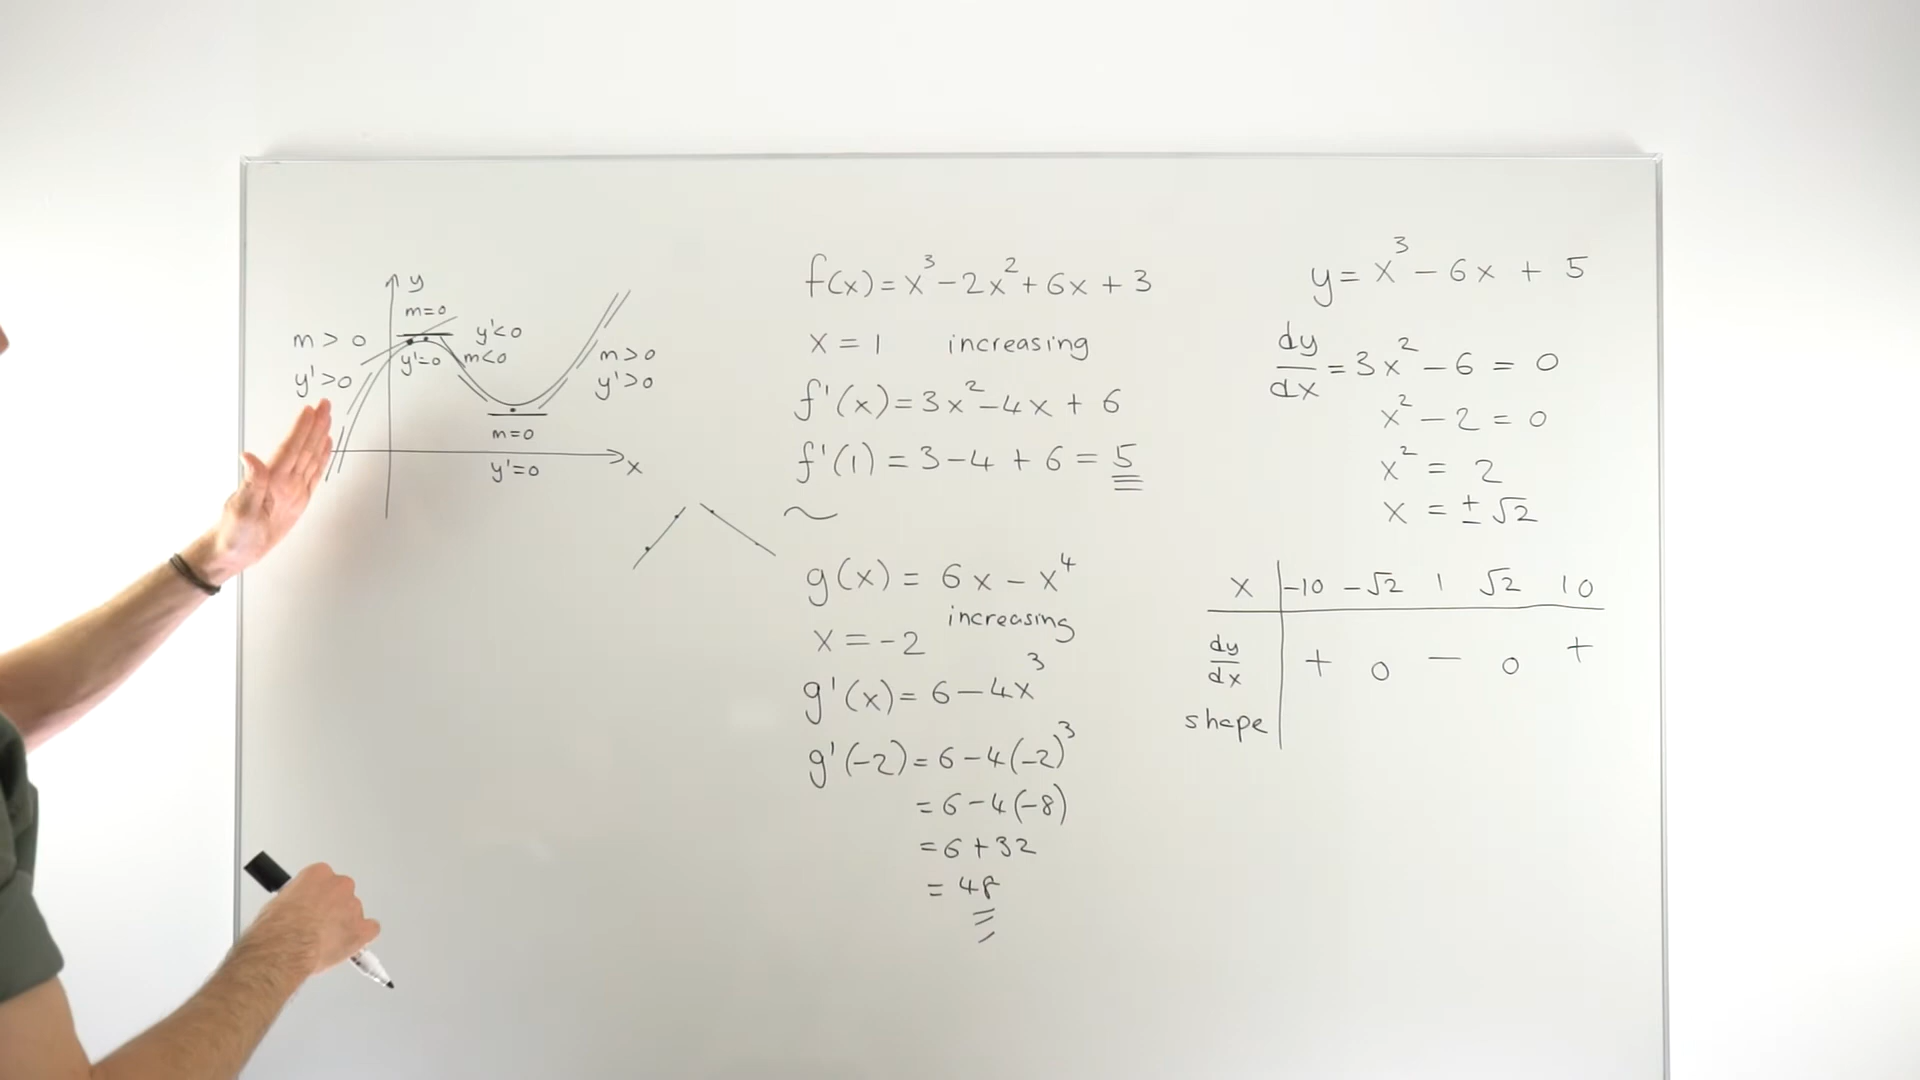 y
m=0
m > 0
y'<0
y'=0
m<0
y'>0
m>0
y'>0
m=0
y'=0
x
f(x) = x³ - 2x² + 6x + 3
x = 1 increasing
f'(x) = 3x² - 4x + 6
f'(1) = 3 - 4 + 6 = 5
g(x) = 6x - x⁴
increasing
x = -2
g'(x) = 6 - 4x³
g'(-2) = 6 - 4(-2)³
= 6 - 4(-8)
= 6 + 32
= 48
y = x³ - 6x + 5
dy/dx = 3x² - 6 = 0
x² - 2 = 0
x² = 2
x = ±√2
x -10 -√2 1 √2 10
dy/dx + 0 - 0 +
shape